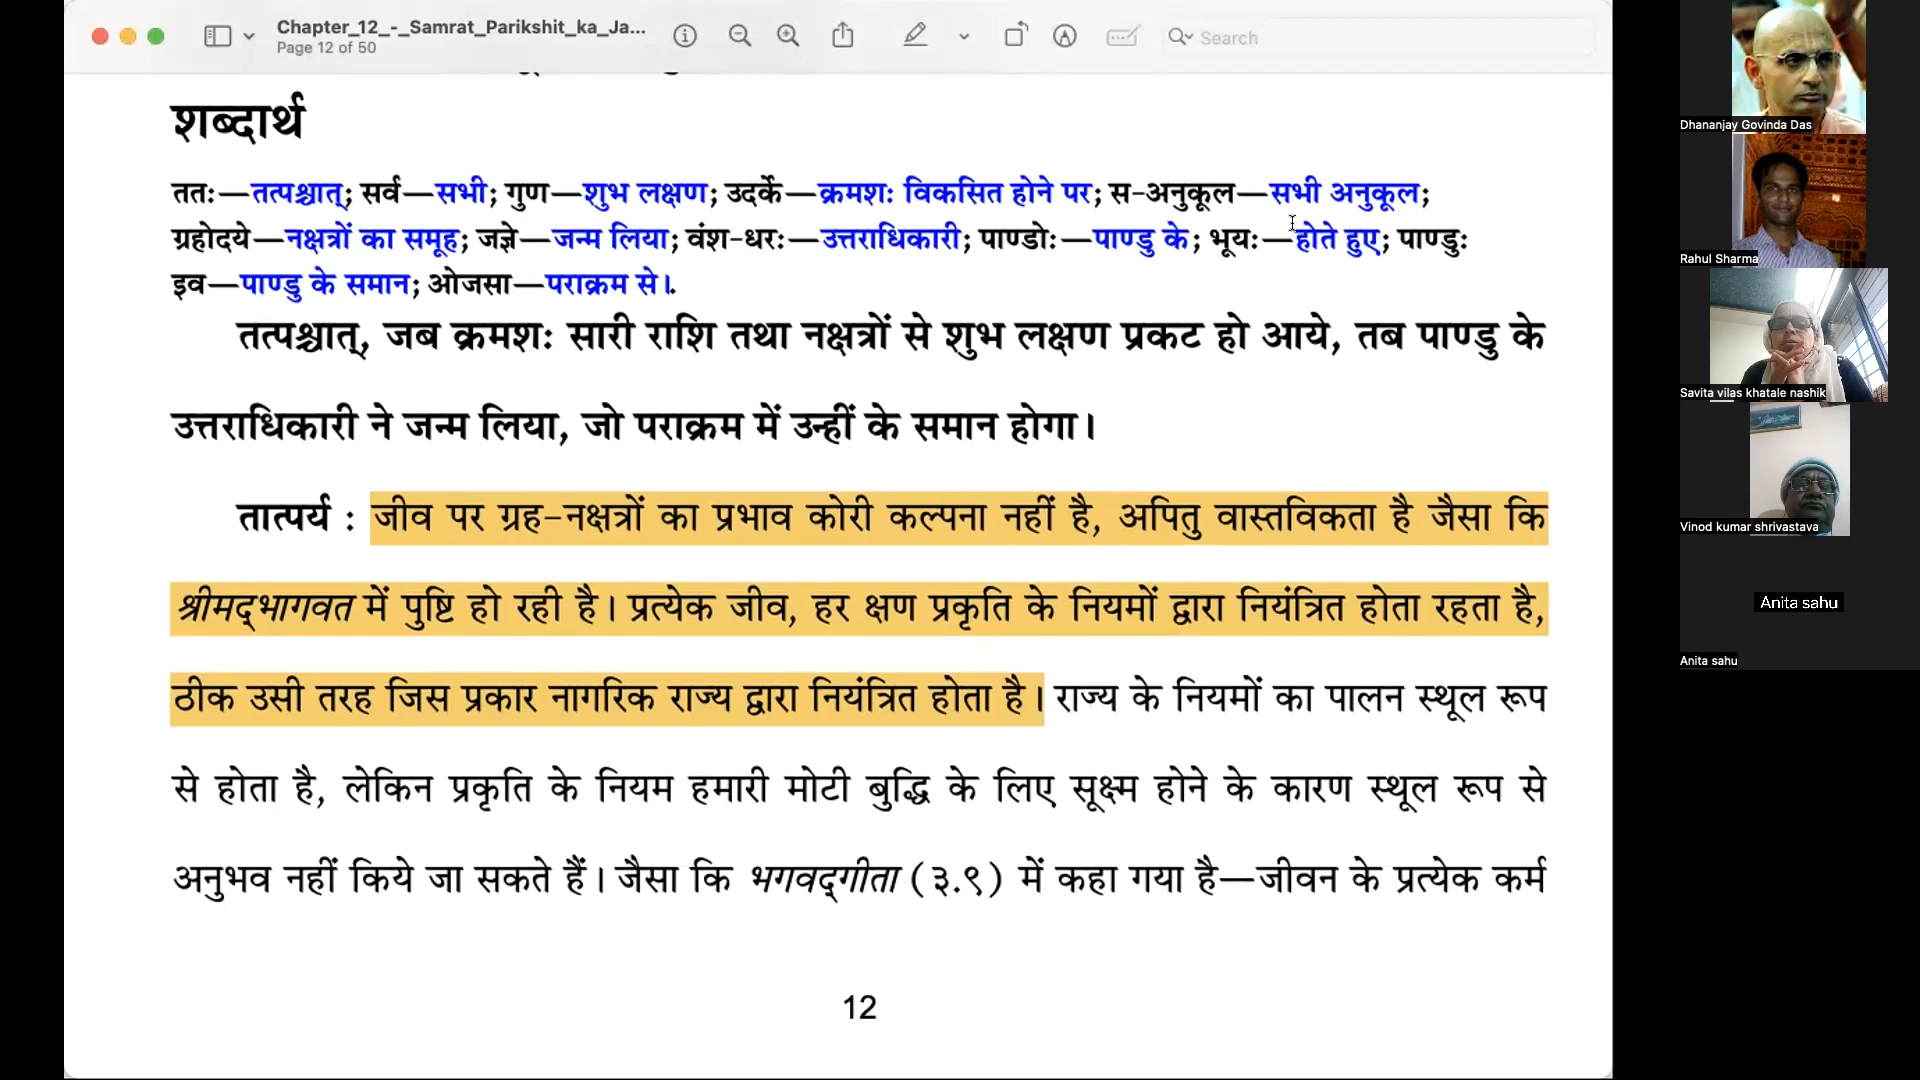 Chapter_12_-_Samrat_Parikshit_ka_Ja...
Page 12 of 50
Search
शब्दार्थ
ततः—तत्पश्चात्; सर्व—सभी; गुण—शुभ लक्षण; उदर्के—क्रमशः विकसित होने पर; स-अनुकूल—सभी अनुकूल;
ग्रहोदये—नक्षत्रों का समूह; जज्ञे—जन्म लिया; वंश-धरः—उत्तराधिकारी; पाण्डोः—पाण्डु के; भूयः—होते हुए; पाण्डुः
इव—पाण्डु के समान; ओजसा—पराक्रम से।.
तत्पश्चात्, जब क्रमशः सारी राशि तथा नक्षत्रों से शुभ लक्षण प्रकट हो आये, तब पाण्डु के
उत्तराधिकारी ने जन्म लिया, जो पराक्रम में उन्हीं के समान होगा।
तात्पर्य : जीव पर ग्रह-नक्षत्रों का प्रभाव कोरी कल्पना नहीं है, अपितु वास्तविकता है जैसा कि
श्रीमद्भागवत में पुष्टि हो रही है। प्रत्येक जीव, हर क्षण प्रकृति के नियमों द्वारा नियंत्रित होता रहता है,
ठीक उसी तरह जिस प्रकार नागरिक राज्य द्वारा नियंत्रित होता है। राज्य के नियमों का पालन स्थूल रूप
से होता है, लेकिन प्रकृति के नियम हमारी मोटी बुद्धि के लिए सूक्ष्म होने के कारण स्थूल रूप से
अनुभव नहीं किये जा सकते हैं। जैसा कि भगवद्गीता (३.९) में कहा गया है—जीवन के प्रत्येक कर्म
12
Dhananjay Govinda Das
Rahul Sharma
Savita vilas khatale nashik
Vinod kumar shrivastava
Anita sahu
Anita sahu